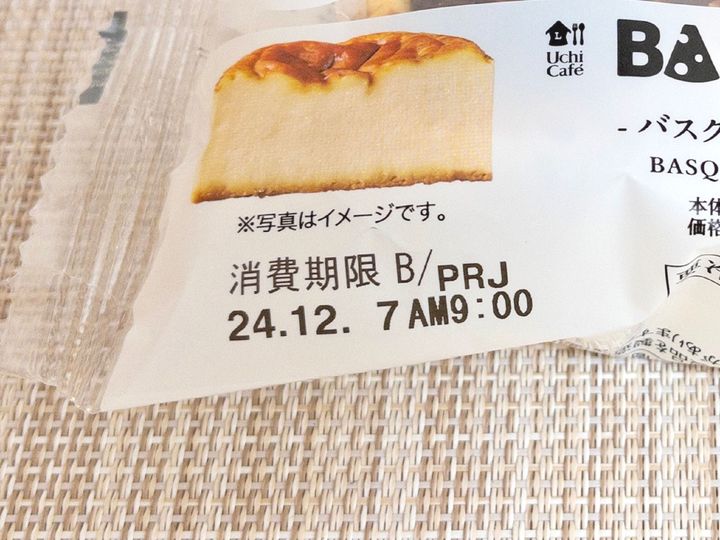 Uchi
Café
BA
- バスク
BASQ
本体
価格
※写真はイメージです。
消費期限 B/PRJ
24.12. 7 AM9:00